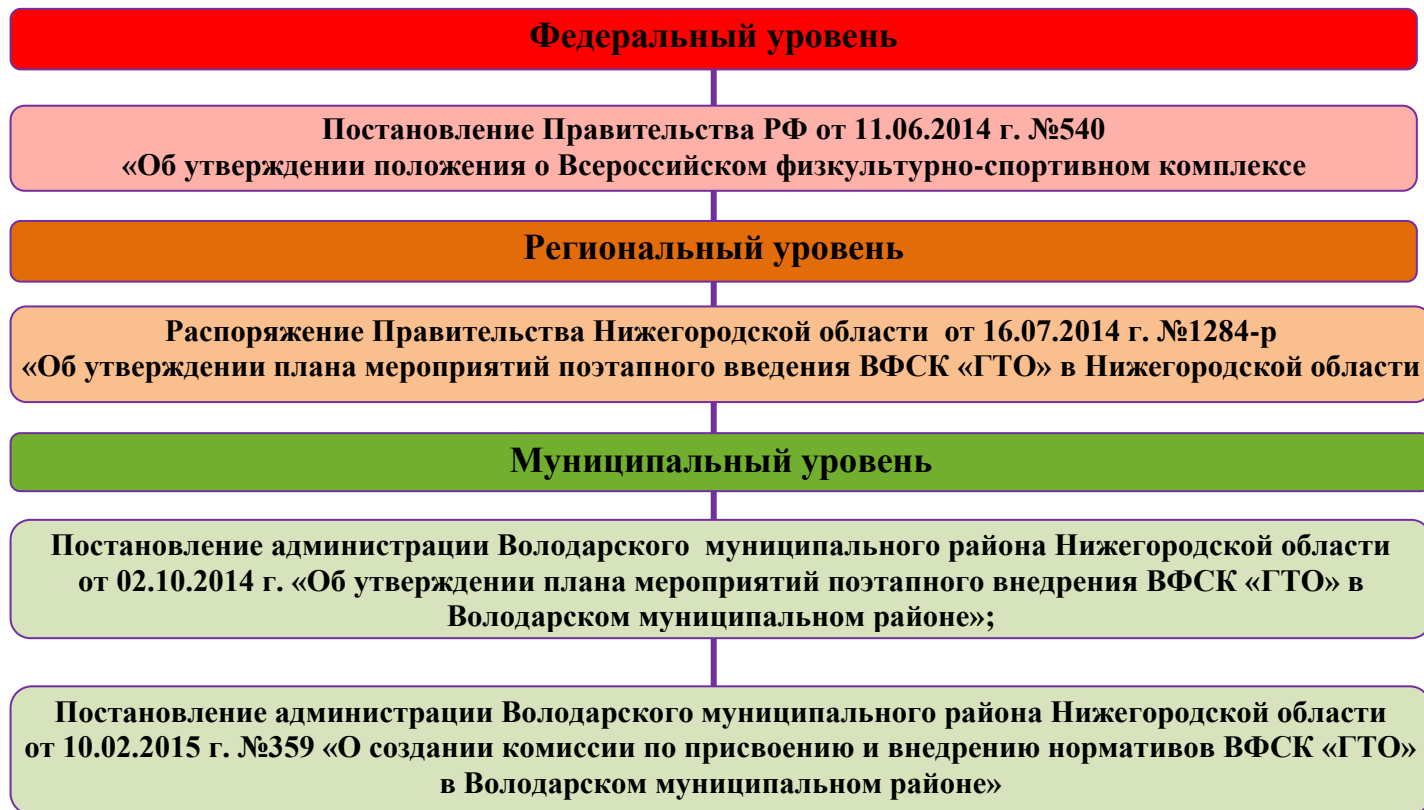 Федеральный уровень
Постановление Правительства РФ от 11.06.2014 г. №540
«Об утверждении положения о Всероссийском физкультурно-спортивном комплексе
Региональный уровень
Распоряжение Правительства Нижегородской области от 16.07.2014 г. №1284-р
«Об утверждении плана мероприятий поэтапного введения ВФСК «ГТО» в Нижегородской области
Муниципальный уровень
Постановление администрации Володарского муниципального района Нижегородской области
от 02.10.2014 г. «Об утверждении плана мероприятий поэтапного внедрения ВФСК «ГТО» в
Володарском муниципальном районе»;
Постановление администрации Володарского муниципального района Нижегородской области
от 10.02.2015 г. №359 «О создании комиссии по присвоению и внедрению нормативов ВФСК «ГТО»
в Володарском муниципальном районе»